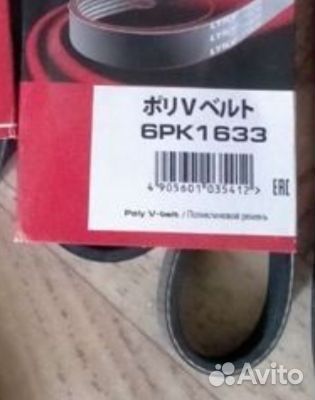 ポリVベルト
6PK1633
4 905601 035412 >
EAC
Poly V-belt / Поликлиновой ремень
Avito